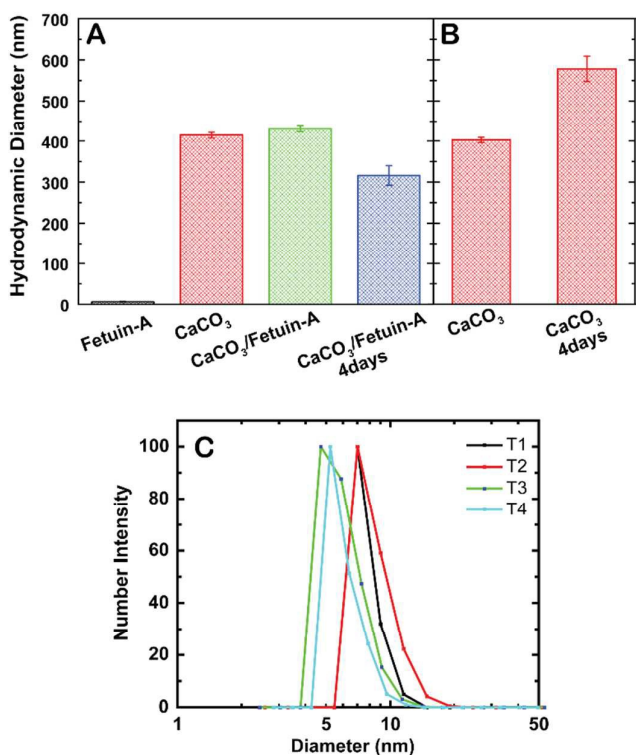 A
B
Hydrodynamic Diameter (nm)
700
600
500
400
300
200
100
0
Fetuin-A
CaCO₃
CaCO₃/Fetuin-A
CaCO₃/Fetuin-A
4days
CaCO₃
CaCO₃
4days
C
T1
T2
T3
T4
Number Intensity
100
80
60
40
20
0
1
5
10
50
Diameter (nm)